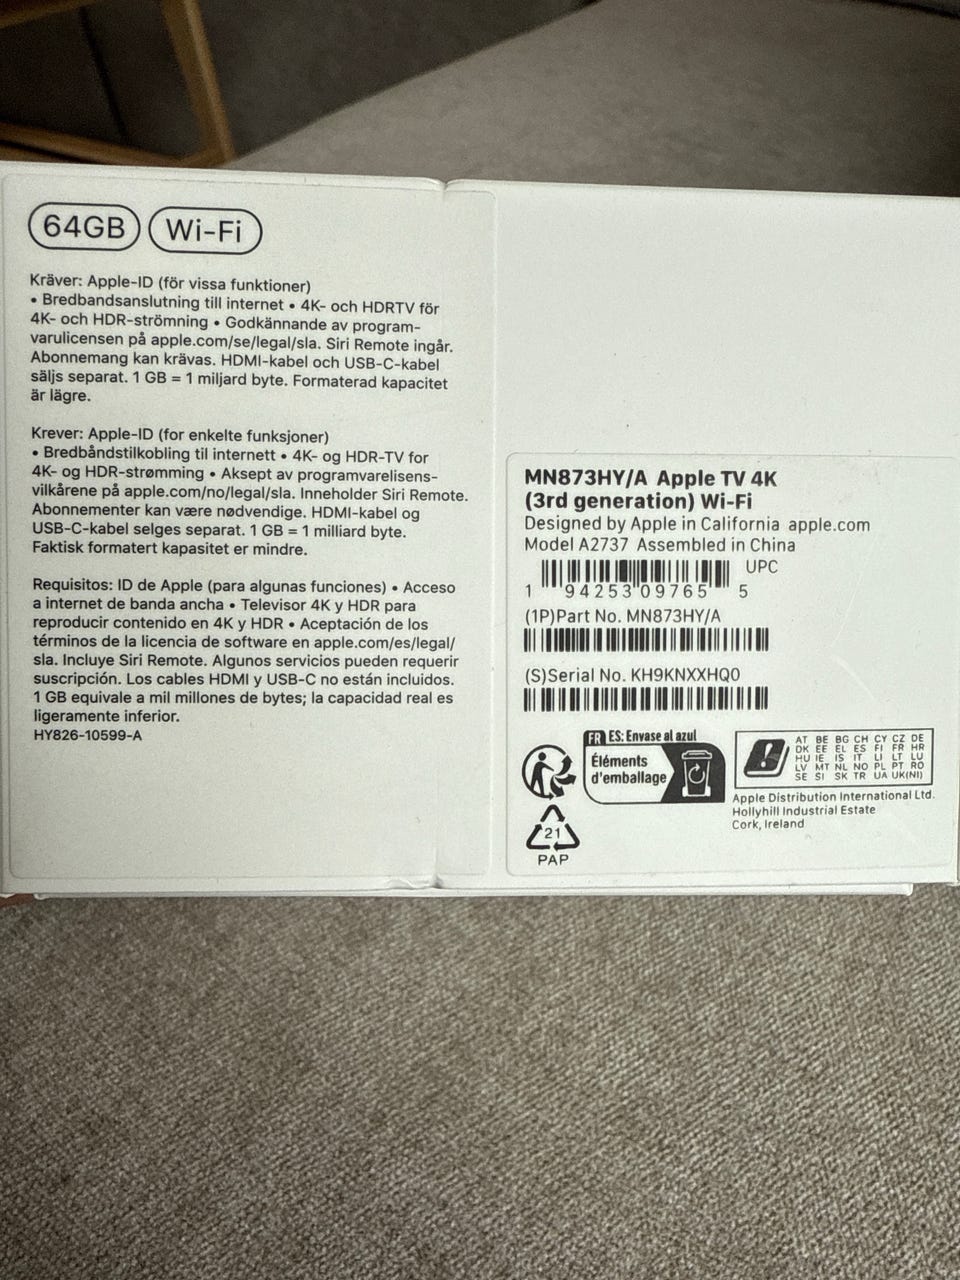 64GB Wi-Fi
Kräver: Apple-ID (för vissa funktioner)
• Bredbandsanslutning till internet • 4K- och HDRTV för
4K- och HDR-strömning • Godkännande av program-
varulicensen på apple.com/se/legal/sla. Siri Remote ingår.
Abonnemang kan krävas. HDMI-kabel och USB-C-kabel
säljs separat. 1 GB = 1 miljard byte. Formaterad kapacitet
är lägre.
Krever: Apple-ID (for enkelte funksjoner)
• Bredbåndstilkobling til internett • 4K- og HDR-TV for
4K- og HDR-strømming • Aksept av programvarelisens-
vilkårene på apple.com/no/legal/sla. Inneholder Siri Remote.
Abonnementer kan være nødvendige. HDMI-kabel og
USB-C-kabel selges separat. 1 GB = 1 milliard byte.
Faktisk formatert kapasitet er mindre.
Requisitos: ID de Apple (para algunas funciones) • Acceso
a internet de banda ancha • Televisor 4K y HDR para
reproducir contenido en 4K y HDR • Aceptación de los
términos de la licencia de software en apple.com/es/legal/
sla. Incluye Siri Remote. Algunos servicios pueden requerir
suscripción. Los cables HDMI y USB-C no están incluidos.
1 GB equivale a mil millones de bytes; la capacidad real es
ligeramente inferior.
HY826-10599-A
MN873HY/A Apple TV 4K
(3rd generation) Wi-Fi
Designed by Apple in California apple.com
Model A2737 Assembled in China
UPC
1 94253 09765 5
(1P)Part No. MN873HY/A
(S)Serial No. KH9KNXXHQ0
FR ES: Envase al azul
Éléments
d'emballage
AT BE BG CH CY CZ DE
DK EE EL ES FI FR HR
HU IE IS IT LI LT LU
LV MT NL NO PL PT RO
SE SI SK TR UA UK(NI)
Apple Distribution International Ltd.
Hollyhill Industrial Estate
Cork, Ireland
21
PAP